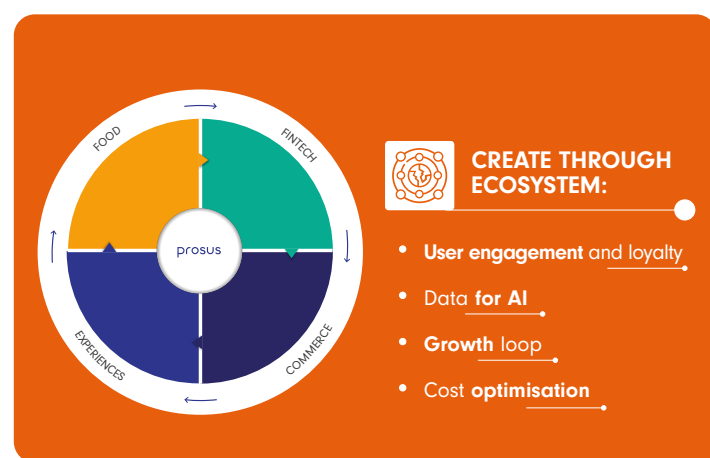 FOOD
FINTECH
prosus
EXPERIENCES
COMMERCE
CREATE THROUGH
ECOSYSTEM:
• User engagement and loyalty
• Data for AI
• Growth loop
• Cost optimisation